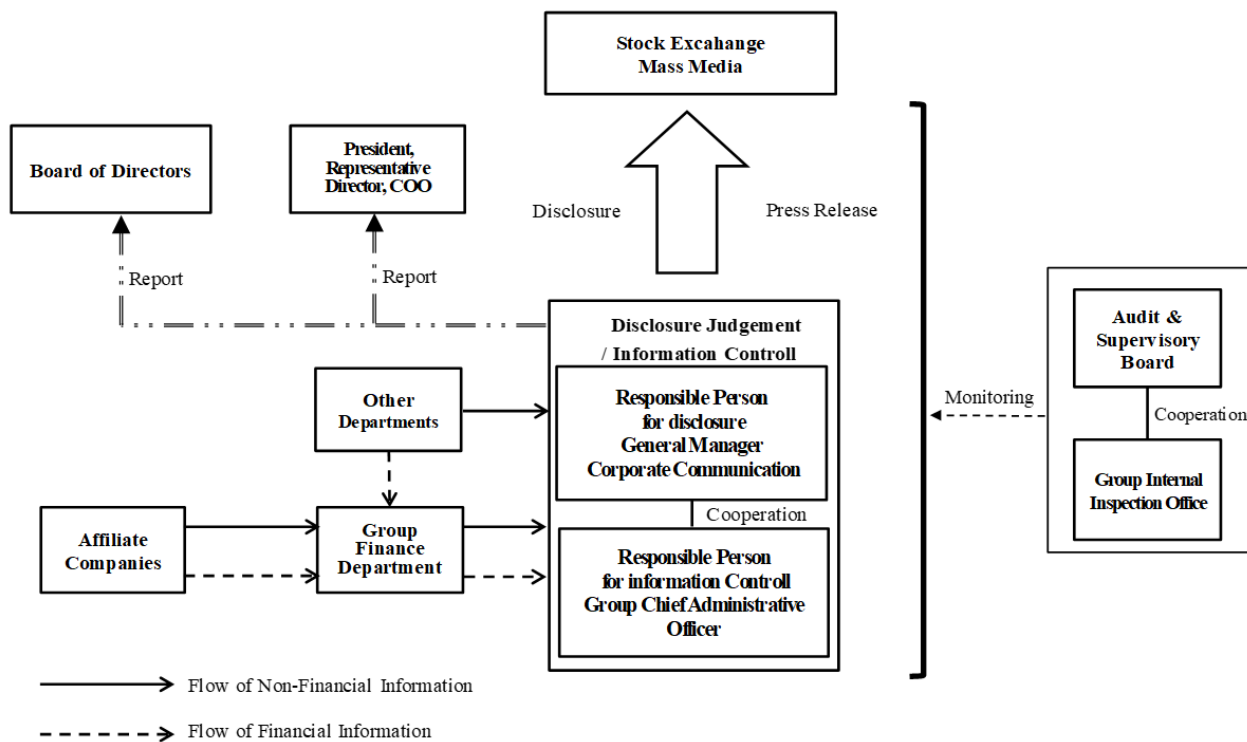 Stock Excahange
Mass Media
Board of Directors
President,
Representative
Director, COO
Disclosure
Press Release
Report
Report
Disclosure Judgement
/ Information Controll
Audit &
Supervisory
Board
Other
Departments
Responsible Person
for disclosure
General Manager
Corporate Communication
Monitoring
Cooperation
Group Internal
Inspection Office
Affiliate
Companies
Group
Finance
Department
Cooperation
Responsible Person
for information Controll
Group Chief Administrative
Officer
Flow of Non-Financial Information
Flow of Financial Information